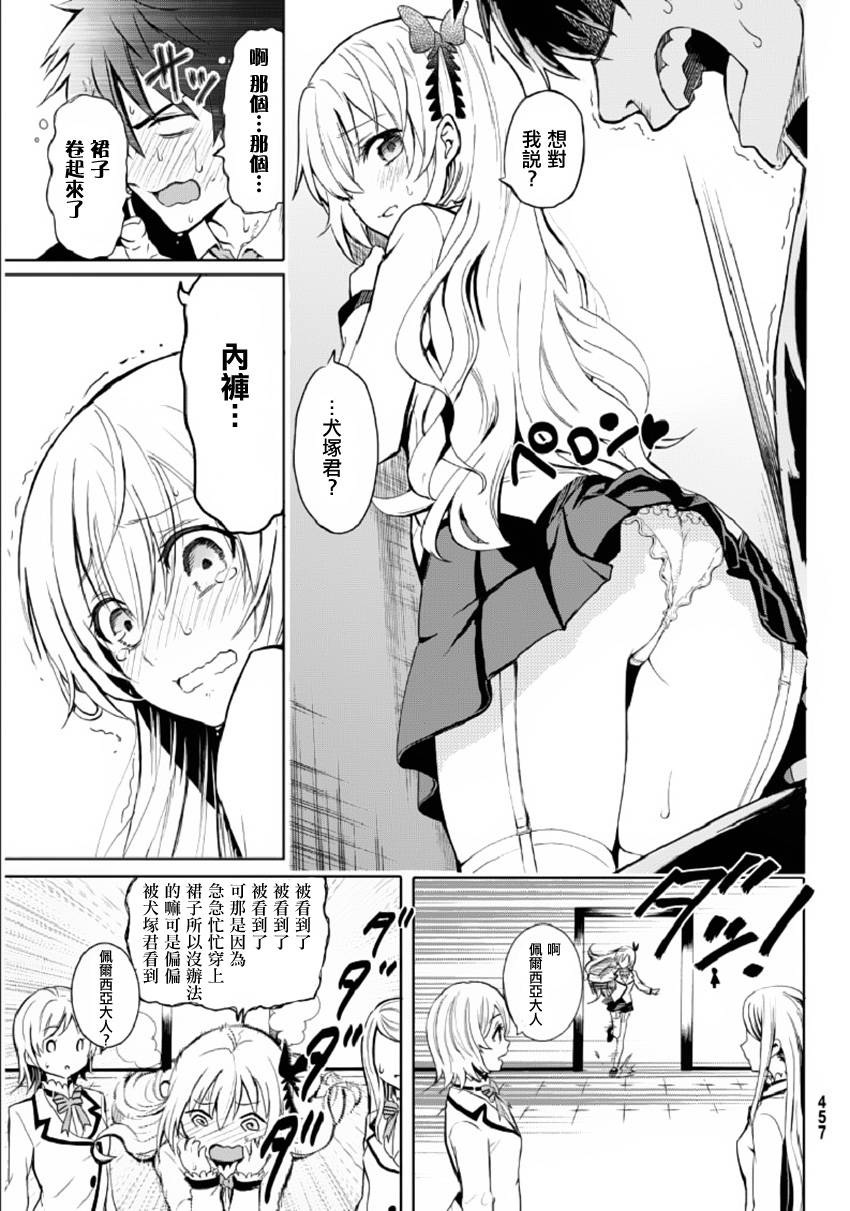 想對
我説？
…犬塚君？
ペロン♥
啊 那個…那個…
裙子
卷起來了
內褲…
ダダッ！
啊
佩爾西亞大人
被看到了
被看到了
被看到了
可那是因為
急急忙忙穿上
裙子所以沒辦法
的嘛可是偏偏
被犬塚君看到
佩爾西亞大人？
ダダダ
457